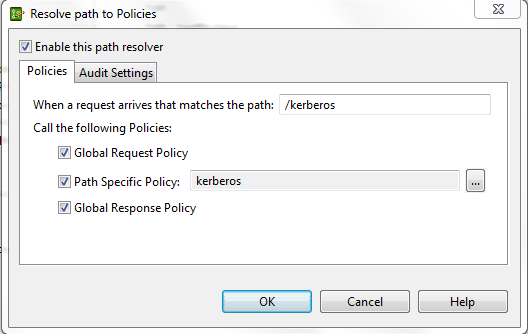 Resolve path to Policies
Enable this path resolver
Policies Audit Settings
When a request arrives that matches the path: /kerberos
Call the following Policies:
Global Request Policy
Path Specific Policy: kerberos ...
Global Response Policy
OK Cancel Help